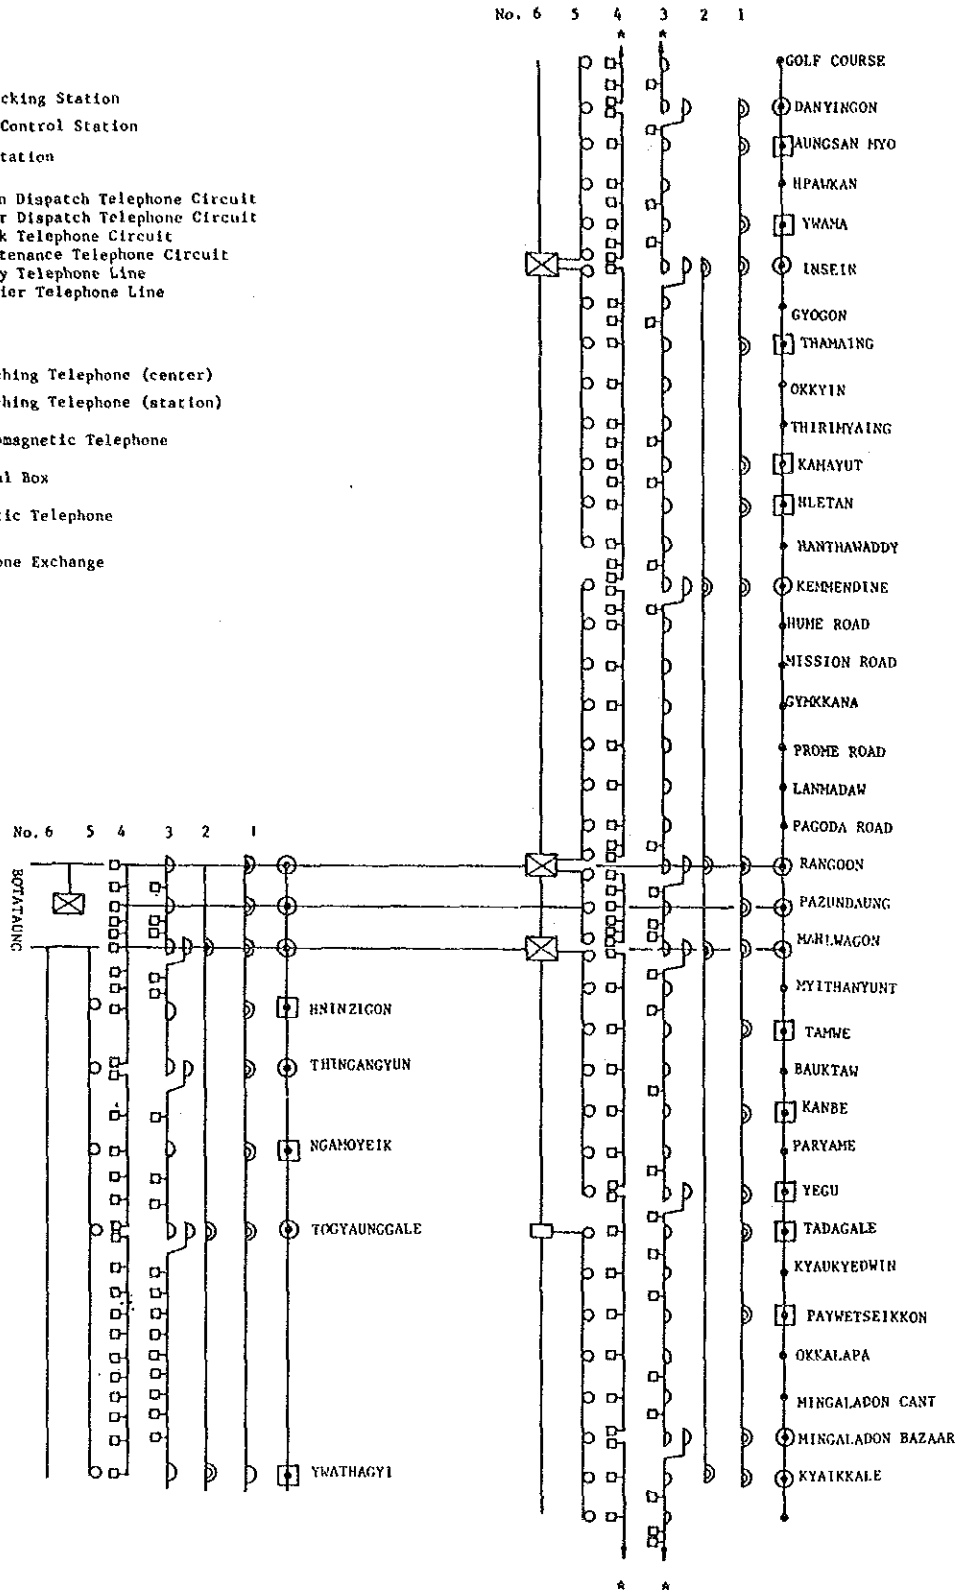 No. 6 5 4 3 2 1
cking Station
Control Station
tation
n Dispatch Telephone Circuit
r Dispatch Telephone Circuit
k Telephone Circuit
tenance Telephone Circuit
y Telephone Line
ier Telephone Line
hing Telephone (center)
hing Telephone (station)
omagnetic Telephone
al Box
tic Telephone
one Exchange
GOLF COURSE
DANYINGON
AUNGSAN MYO
HPAWKAN
YWAMA
INSEIN
GYOGON
THAMAING
OKKYIN
THIRIMYAING
KAMAYUT
HLETAN
HANTHAWADDY
KEMMENDINE
HUME ROAD
MISSION ROAD
GYMKKANA
PROME ROAD
LANMADAW
PAGODA ROAD
RANGOON
PAZUNDAUNG
MAHLWAGON
MYITHANYUNT
TAMWE
BAUKTAW
KANBE
PARYAME
YEGU
TADAGALE
KYAUKYEDWIN
PAYWETSEIKKON
OKKALAPA
MINGALADON CANT
MINGALADON BAZAAR
KYAIKKALE
No. 6 5 4 3 2 1
BOTATAUNG
HNINZIGON
THINGANGYUN
NGAMOYEIK
TOGYAUNGGALE
YWATHAGYI